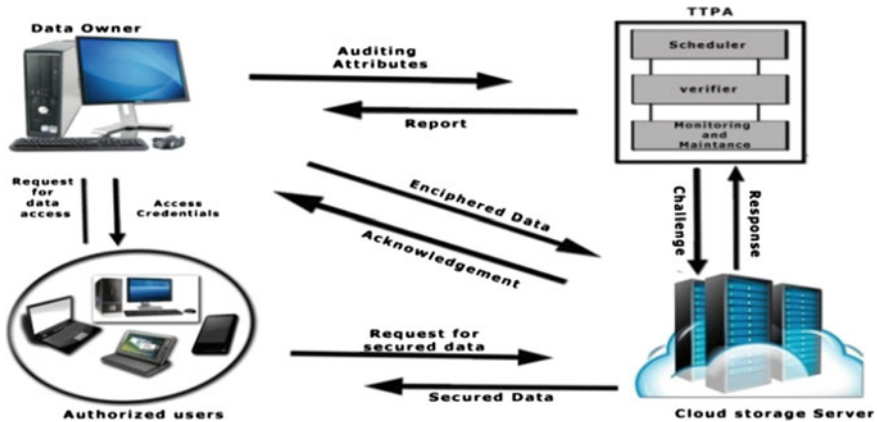 Data Owner
TTPA
Scheduler
verifier
Monitoring
and
Maintance
Auditing
Attributes
Report
Request
for
data
access
Access
Credentials
Enciphered Data
Acknowledgement
Challenge
Response
Request for
secured data
Secured Data
Authorized users
Cloud storage Server